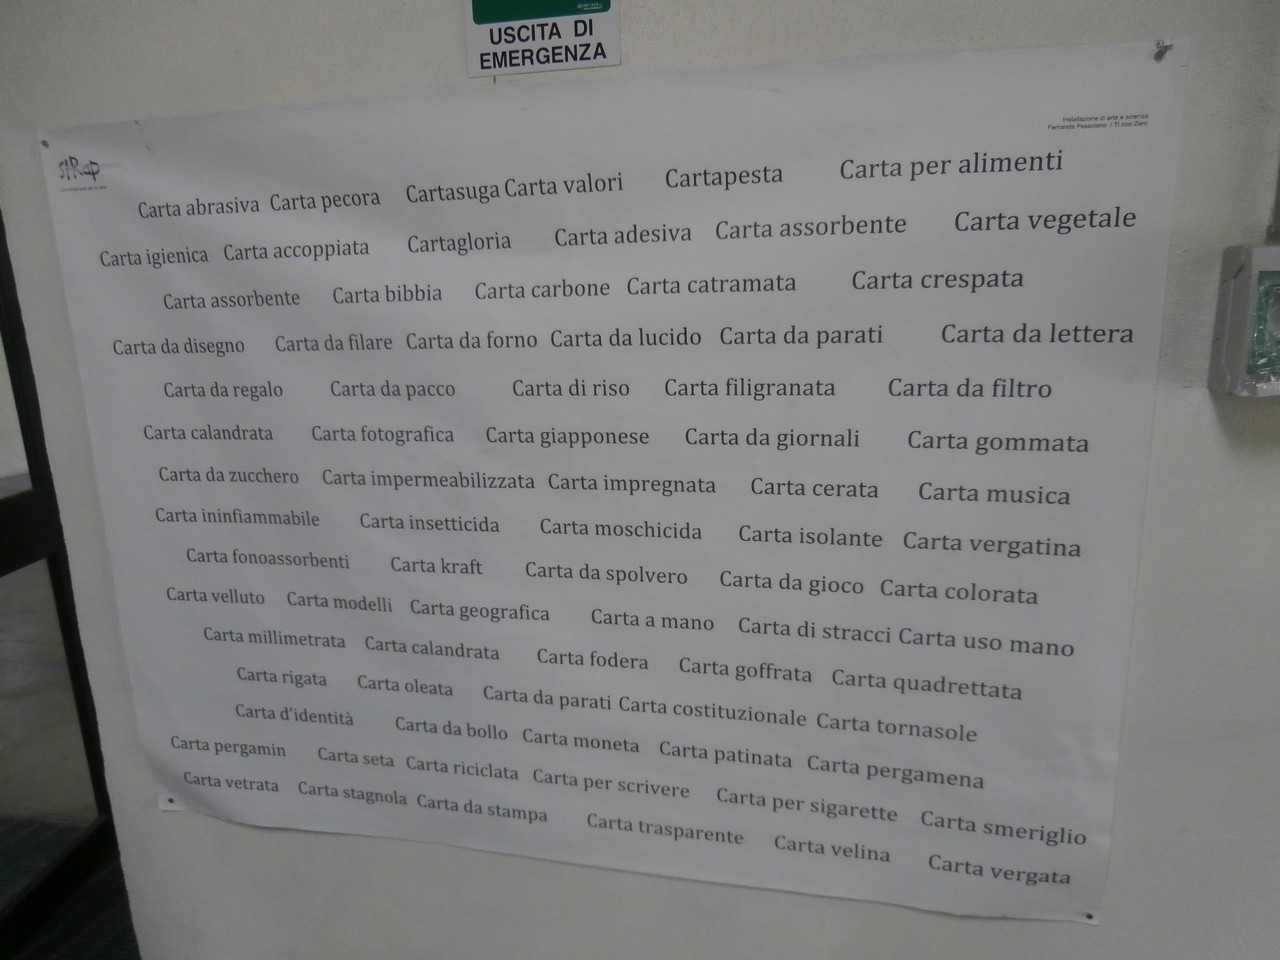 USCITA DI
EMERGENZA
Installazione di arte e scienza
Fernanda Pessolano / Ti con Zero
Carta abrasiva Carta pecora Cartasuga Carta valori Cartapesta Carta per alimenti
Carta igienica Carta accoppiata Cartagloria Carta adesiva Carta assorbente Carta vegetale
Carta assorbente Carta bibbia Carta carbone Carta catramata Carta crespata
Carta da disegno Carta da filare Carta da forno Carta da lucido Carta da parati Carta da lettera
Carta da regalo Carta da pacco Carta di riso Carta filigranata Carta da filtro
Carta calandrata Carta fotografica Carta giapponese Carta da giornali Carta gommata
Carta da zucchero Carta impermeabilizzata Carta impregnata Carta cerata Carta musica
Carta ininfiammabile Carta insetticida Carta moschicida Carta isolante Carta vergatina
Carta fonoassorbenti Carta kraft Carta da spolvero Carta da gioco Carta colorata
Carta velluto Carta modelli Carta geografica Carta a mano Carta di stracci Carta uso mano
Carta millimetrata Carta calandrata Carta fodera Carta goffrata Carta quadrettata
Carta rigata Carta oleata Carta da parati Carta costituzionale Carta tornasole
Carta d'identità Carta da bollo Carta moneta Carta patinata Carta pergamena
Carta pergamin Carta seta Carta riciclata Carta per scrivere Carta per sigarette Carta smeriglio
Carta vetrata Carta stagnola Carta da stampa Carta trasparente Carta velina Carta vergata